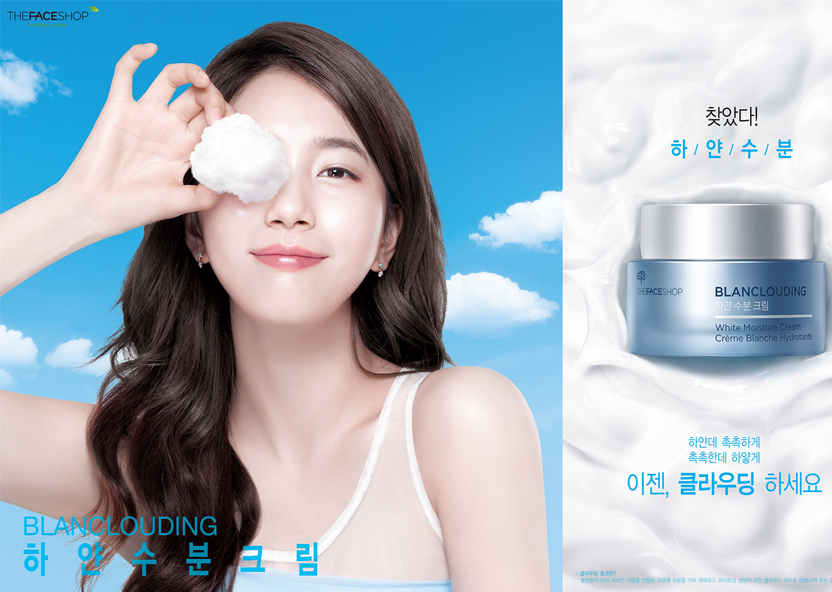 THEFACESHOP
BLANCLOUDING
하얀수분크림
찾았다!
하 / 얀 / 수 / 분
THEFACESHOP
BLANCLOUDING
하얀 수분 크림
White Moisture Cream
Crème Blanche Hydratante
하얀데 촉촉하게
촉촉한데 하얗게
이젠, 클라우딩 하세요